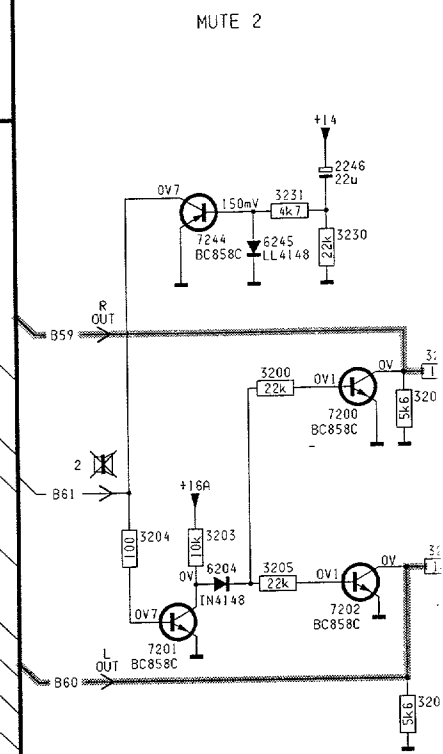 MUTE 2
+14
2246
22u
0V7
150mV
3231
4k7
3230
22k
7244
BC858C
6245
LL4148
R
OUT
B59
3200
22k
0V1
0V
7200
BC858C
320
5k6
2
B61
+16A
3204
100
3203
10k
0V
6204
IN4148
3205
22k
0V1
0V
7202
BC858C
0V7
7201
BC858C
L
OUT
B60
320
5k6